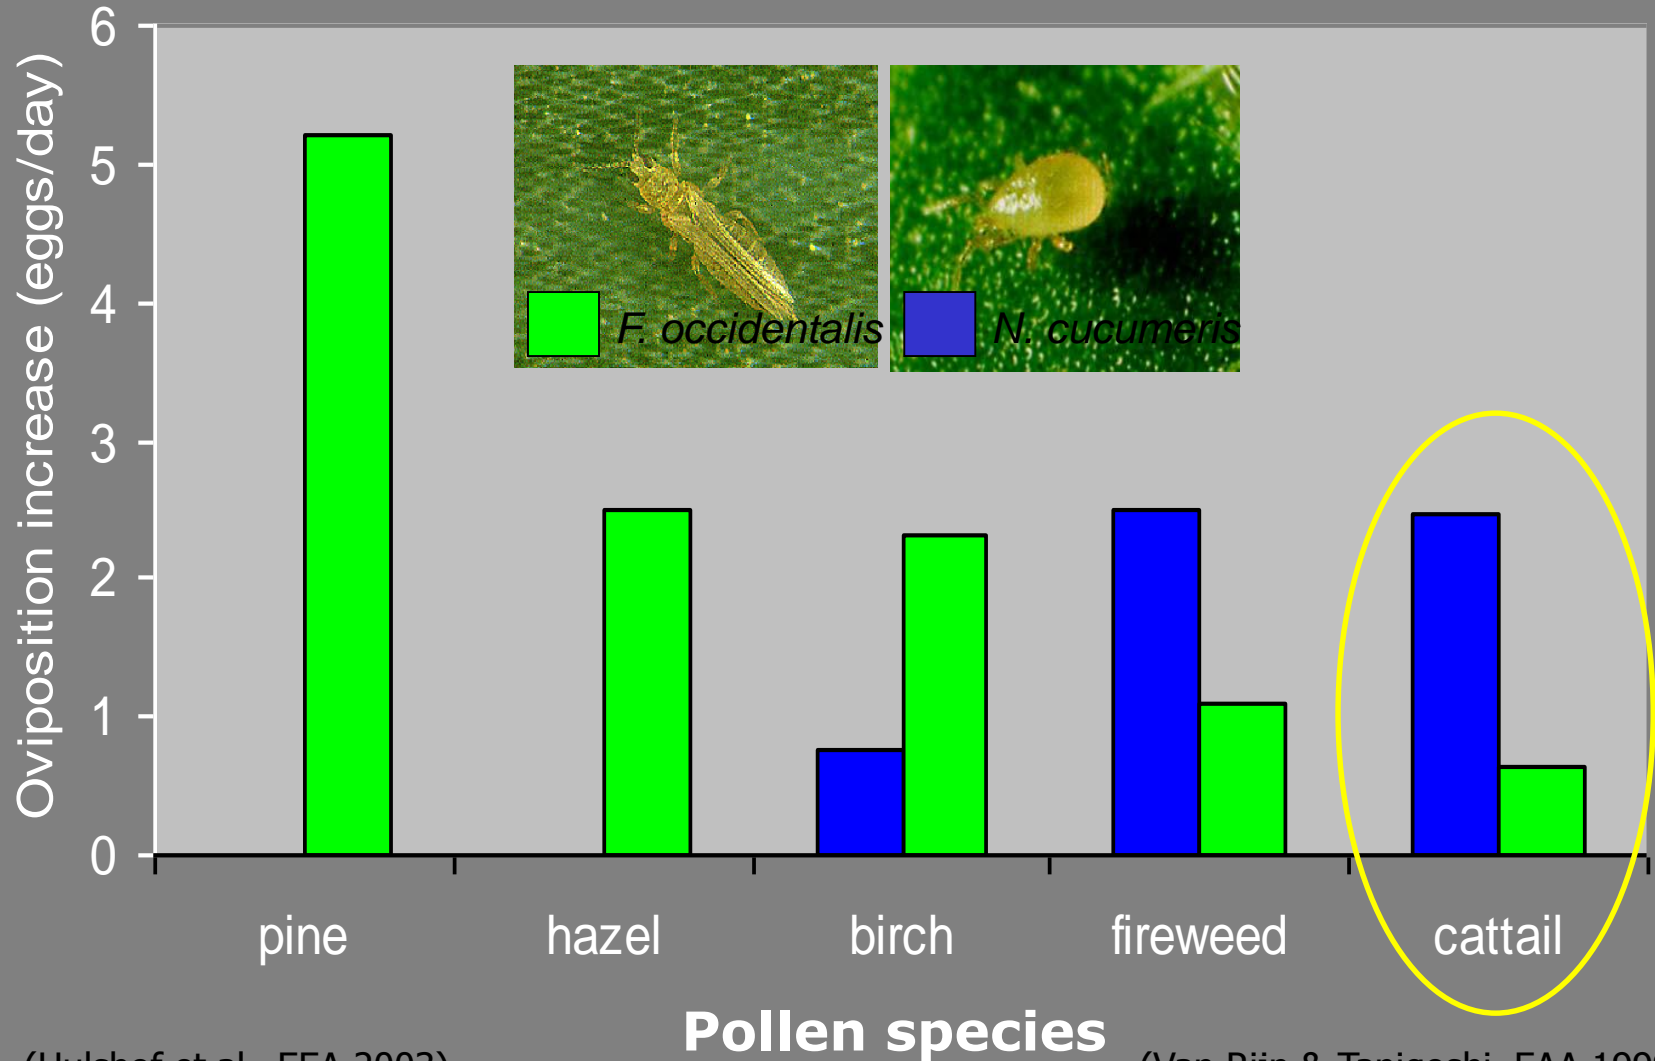 Oviposition increase (eggs/day)
6
5
4
3
2
1
0
F. occidentalis
N. cucumeris
pine hazel birch fireweed cattail
Pollen species